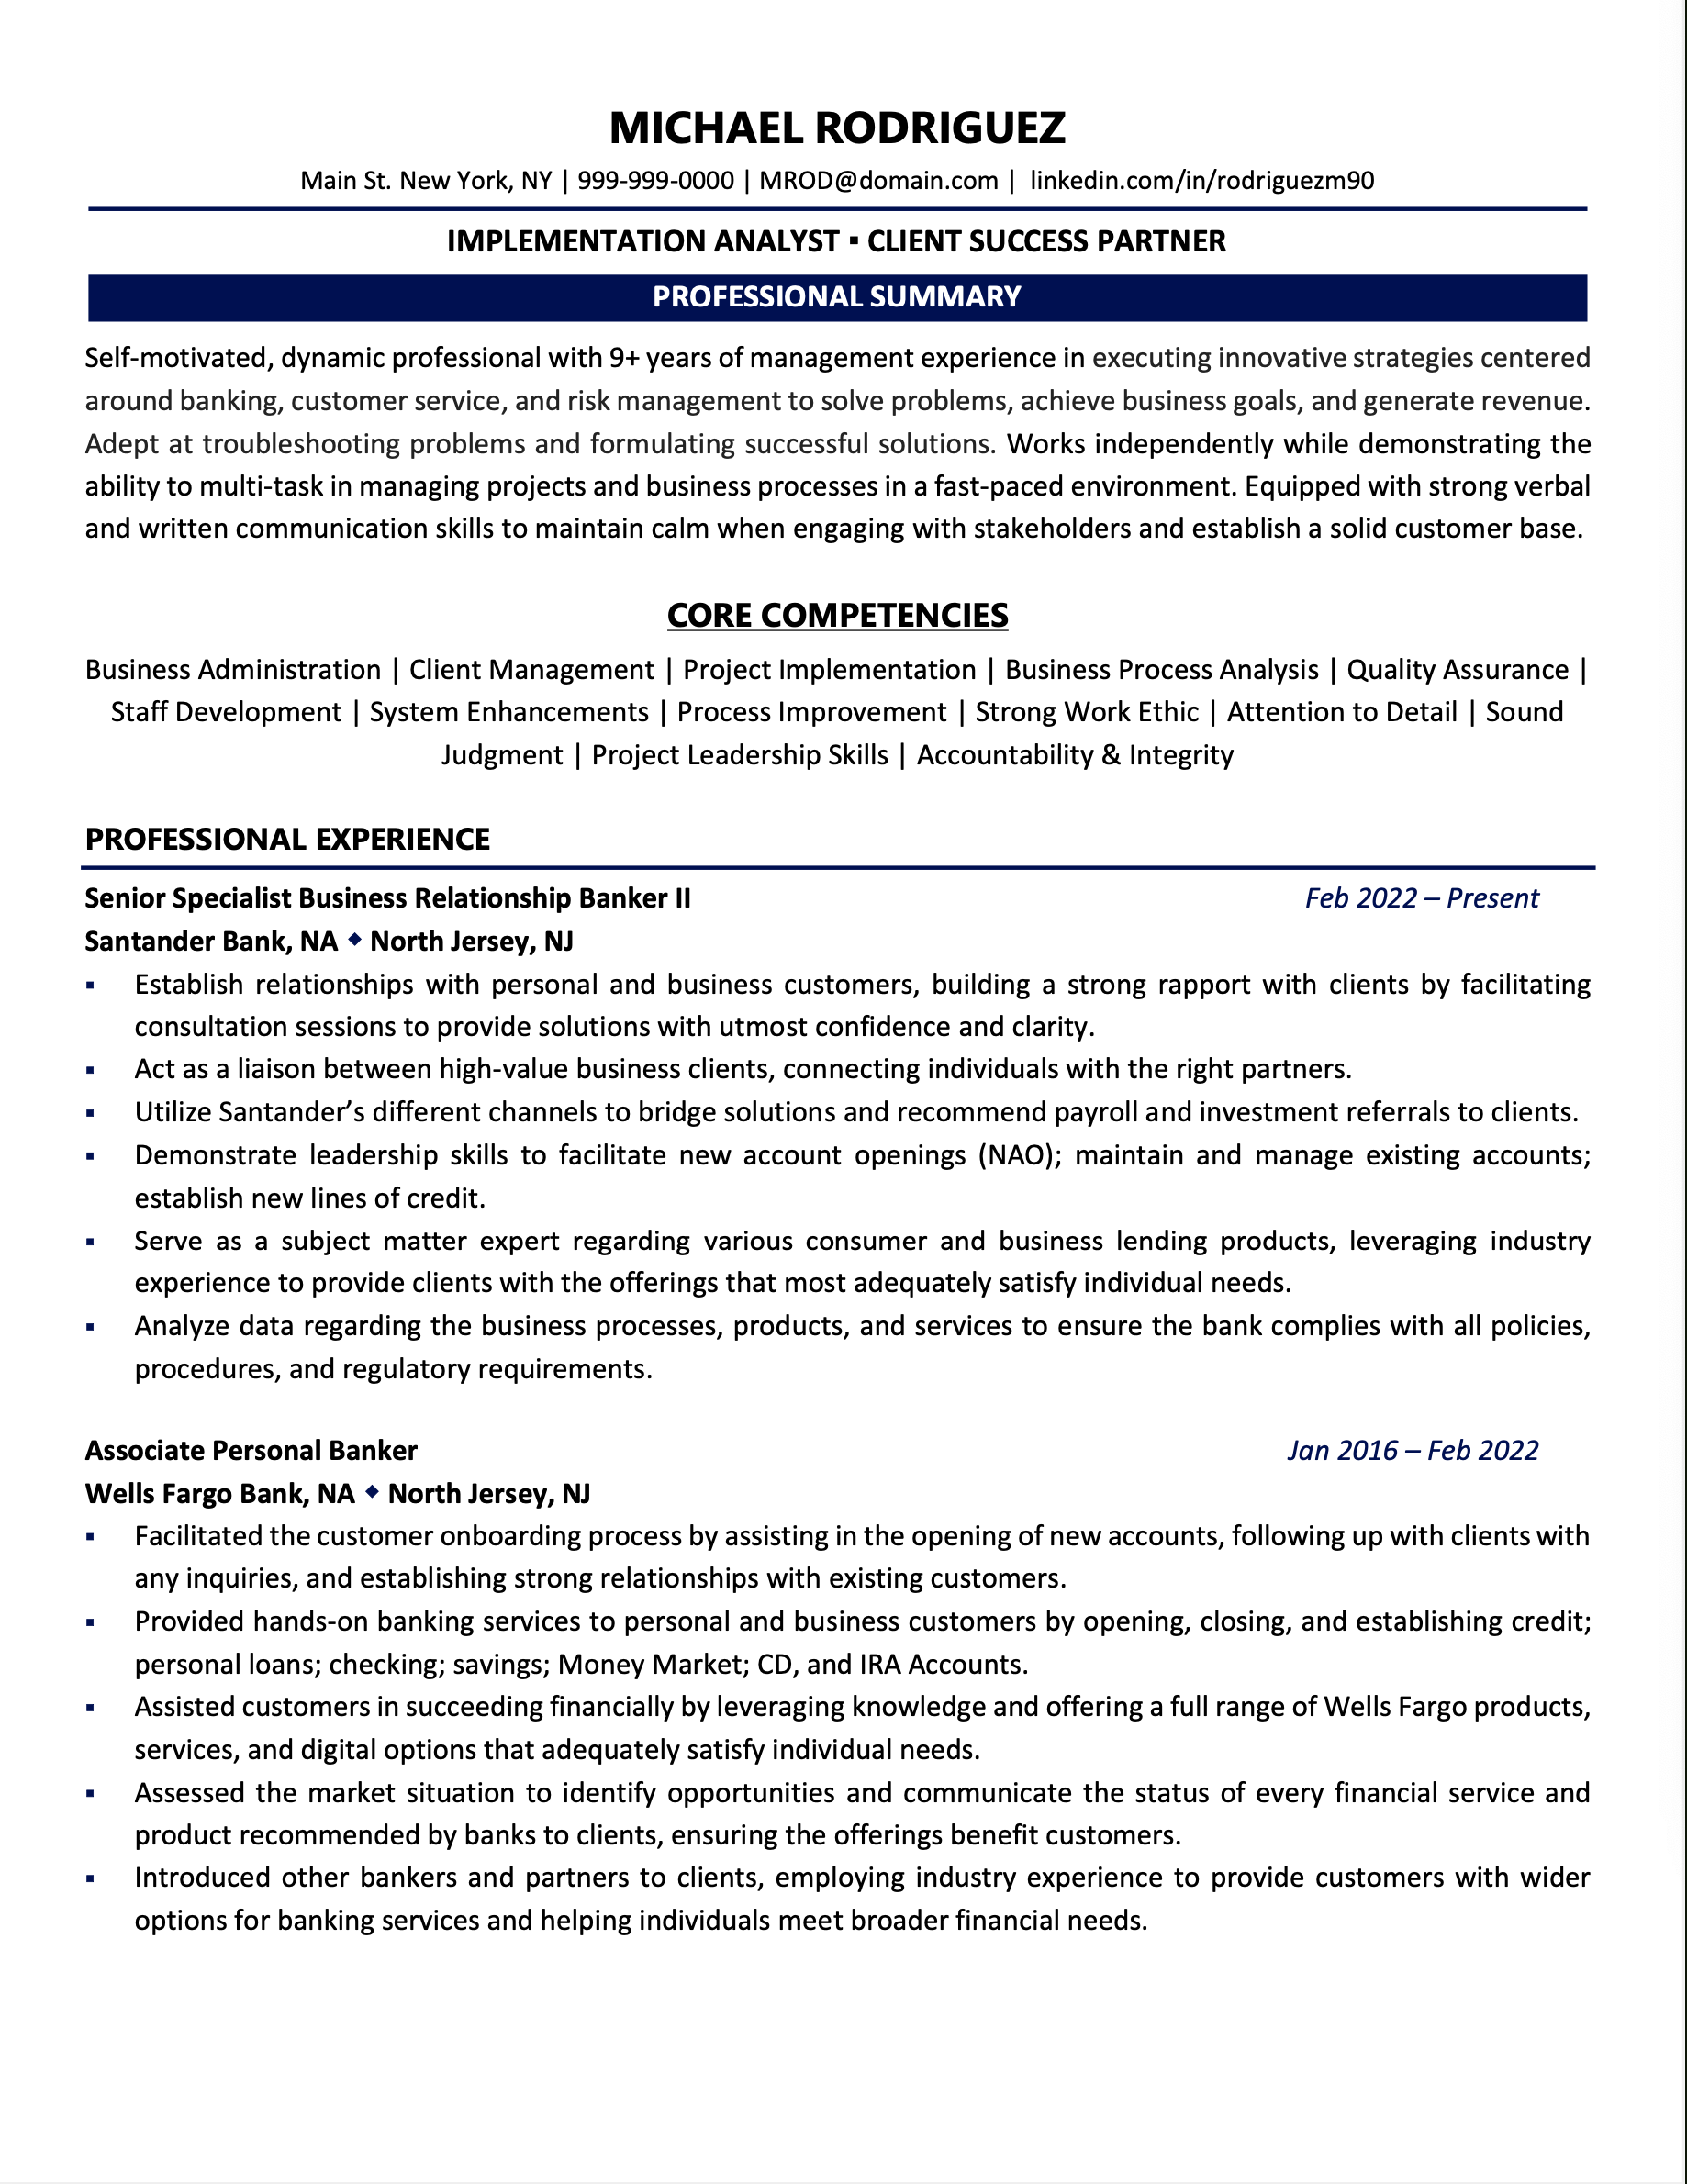 MICHAEL RODRIGUEZ
Main St. New York, NY | 999-999-0000 | MROD@domain.com | linkedin.com/in/rodriguezm90
IMPLEMENTATION ANALYST ▪ CLIENT SUCCESS PARTNER
PROFESSIONAL SUMMARY
Self-motivated, dynamic professional with 9+ years of management experience in executing innovative strategies centered
around banking, customer service, and risk management to solve problems, achieve business goals, and generate revenue.
Adept at troubleshooting problems and formulating successful solutions. Works independently while demonstrating the
ability to multi-task in managing projects and business processes in a fast-paced environment. Equipped with strong verbal
and written communication skills to maintain calm when engaging with stakeholders and establish a solid customer base.
CORE COMPETENCIES
Business Administration | Client Management | Project Implementation | Business Process Analysis | Quality Assurance |
Staff Development | System Enhancements | Process Improvement | Strong Work Ethic | Attention to Detail | Sound
Judgment | Project Leadership Skills | Accountability & Integrity
PROFESSIONAL EXPERIENCE
Senior Specialist Business Relationship Banker II Feb 2022 – Present
Santander Bank, NA ◆ North Jersey, NJ
▪ Establish relationships with personal and business customers, building a strong rapport with clients by facilitating
consultation sessions to provide solutions with utmost confidence and clarity.
▪ Act as a liaison between high-value business clients, connecting individuals with the right partners.
▪ Utilize Santander’s different channels to bridge solutions and recommend payroll and investment referrals to clients.
▪ Demonstrate leadership skills to facilitate new account openings (NAO); maintain and manage existing accounts;
establish new lines of credit.
▪ Serve as a subject matter expert regarding various consumer and business lending products, leveraging industry
experience to provide clients with the offerings that most adequately satisfy individual needs.
▪ Analyze data regarding the business processes, products, and services to ensure the bank complies with all policies,
procedures, and regulatory requirements.
Associate Personal Banker Jan 2016 – Feb 2022
Wells Fargo Bank, NA ◆ North Jersey, NJ
▪ Facilitated the customer onboarding process by assisting in the opening of new accounts, following up with clients with
any inquiries, and establishing strong relationships with existing customers.
▪ Provided hands-on banking services to personal and business customers by opening, closing, and establishing credit;
personal loans; checking; savings; Money Market; CD, and IRA Accounts.
▪ Assisted customers in succeeding financially by leveraging knowledge and offering a full range of Wells Fargo products,
services, and digital options that adequately satisfy individual needs.
▪ Assessed the market situation to identify opportunities and communicate the status of every financial service and
product recommended by banks to clients, ensuring the offerings benefit customers.
▪ Introduced other bankers and partners to clients, employing industry experience to provide customers with wider
options for banking services and helping individuals meet broader financial needs.